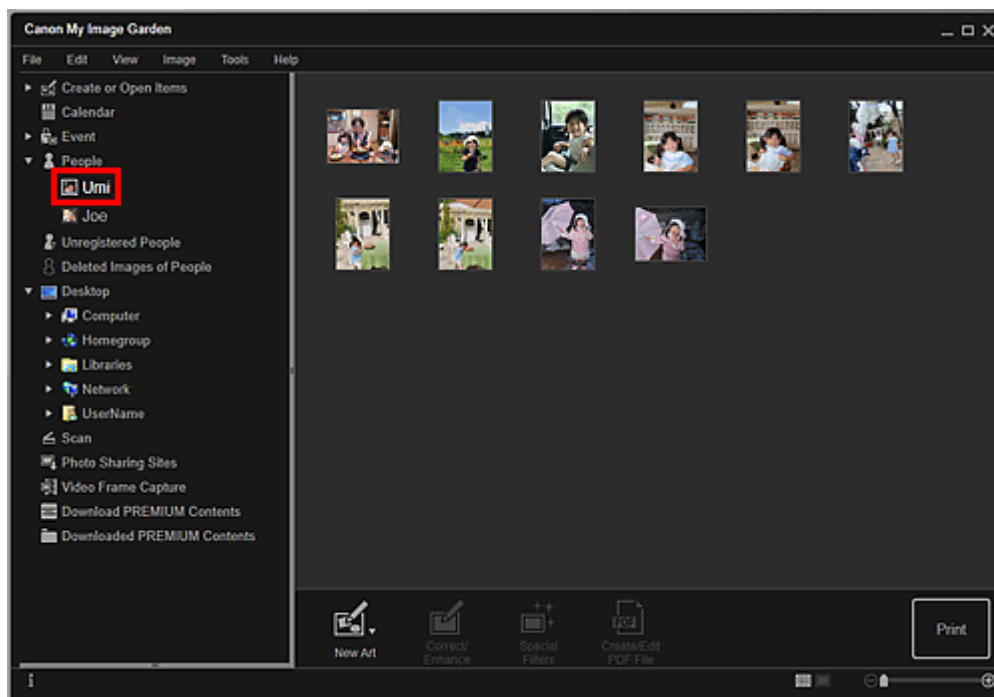 Canon My Image Garden
File Edit View Image Tools Help
Create or Open Items
Calendar
Event
People
Umi
Joe
Unregistered People
Deleted Images of People
Desktop
Computer
Homegroup
Libraries
Network
UserName
Scan
Photo Sharing Sites
Video Frame Capture
Download PREMIUM Contents
Downloaded PREMIUM Contents
New Art
Correct/
Enhance
Special
Filters
Create/Edit
PDF File
PDF
Print